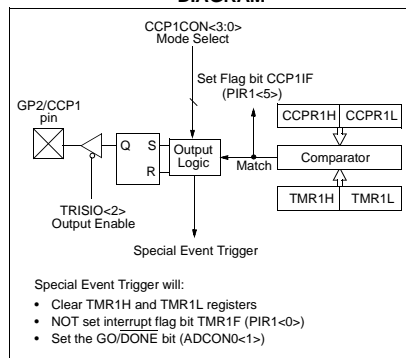 DIAGRAM
CCP1CON<3:0>
Mode Select
Set Flag bit CCP1IF
(PIR1<5>)
GP2/CCP1
pin
CCPR1H CCPR1L
Q S Output
R Logic
Match
Comparator
TRISIO<2>
Output Enable
TMR1H TMR1L
Special Event Trigger
Special Event Trigger will:
• Clear TMR1H and TMR1L registers
• NOT set interrupt flag bit TMR1F (PIR1<0>)
• Set the GO/DONE bit (ADCON0<1>)